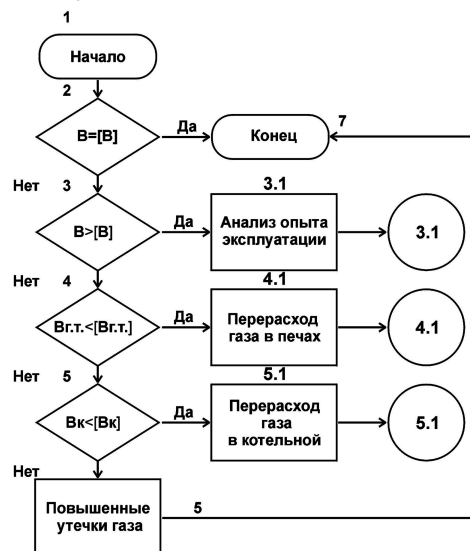 1
Начало
2
B=[B]
Да
Конец
7
Нет
3
B>[B]
Да
3.1
Анализ опыта
эксплуатации
3.1
Нет
4
Вг.т.<[Вг.т.]
Да
4.1
Перерасход
газа в печах
4.1
Нет
5
Вк<[Вк]
Да
5.1
Перерасход
газа
в котельной
5.1
Нет
Повышенные
утечки газа
5